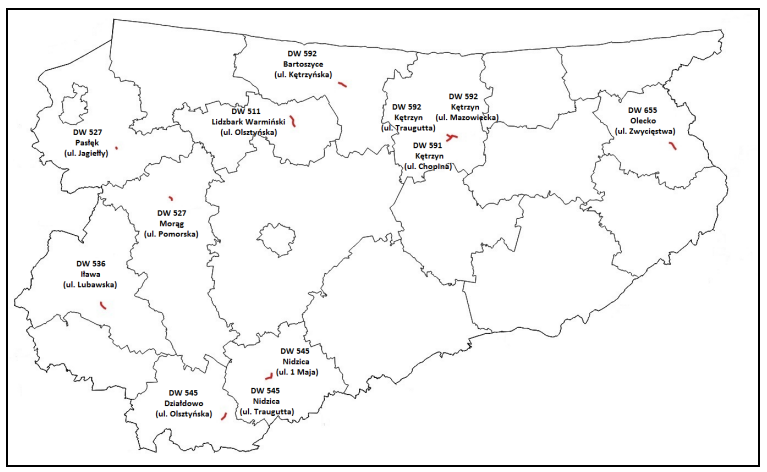 DW 592
Bartoszyce
(ul. Kętrzyńska)
DW 592
Kętrzyn
(ul. Mazowiecka)
DW 592
Kętrzyn
(ul. Traugutta)
DW 591
Kętrzyn
(ul. Chopina)
DW 655
Olecko
(ul. Zwycięstwa)
DW 511
Lidzbark Warmiński
(ul. Olsztyńska)
DW 527
Pasłęk
(ul. Jagiełły)
DW 527
Morąg
(ul. Pomorska)
DW 536
Iława
(ul. Lubawska)
DW 545
Nidzica
(ul. 1 Maja)
DW 545
Nidzica
(ul. Traugutta)
DW 545
Działdowo
(ul. Olsztyńska)